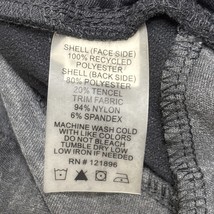 SHELL (FACE SIDE)
100% RECYCLED
POLYESTER
SHELL (BACK SIDE)
80% POLYESTER
20% TENCEL
TRIM FABRIC
94% NYLON
6% SPANDEX
MACHINE WASH COLD
WITH LIKE COLORS
DO NOT BLEACH
TUMBLE DRY LOW
LOW IRON IF NEEDED
RN # 121896